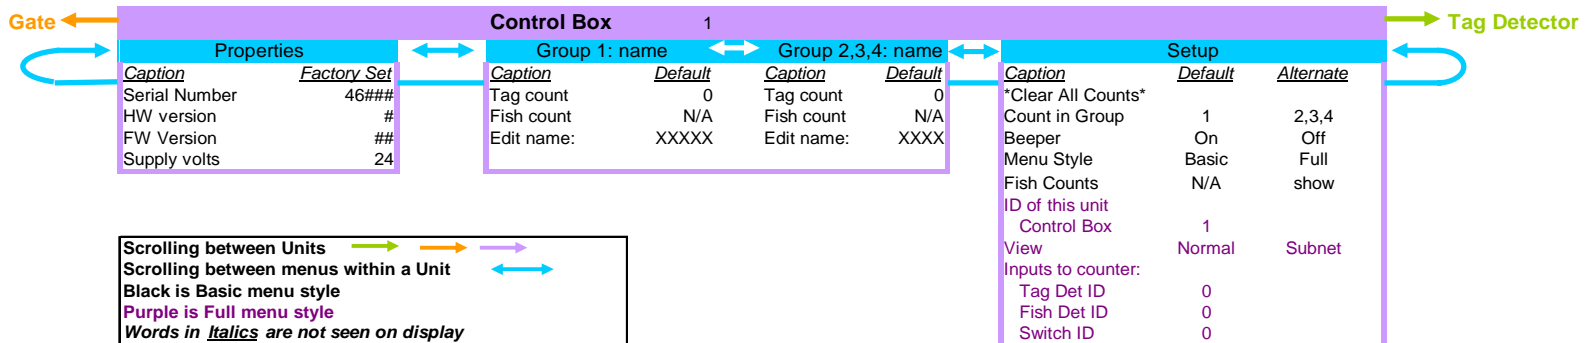 Gate Control Box 1 Tag Detector
Properties Group 1: name Group 2,3,4: name Setup
Caption Factory Set Caption Default Caption Default Caption Default Alternate
Serial Number 46### Tag count 0 Tag count 0 *Clear All Counts*
HW version # Fish count N/A Fish count N/A Count in Group 1 2,3,4
FW Version ## Edit name: XXXXX Edit name: XXXX Beeper On Off
Supply volts 24 Menu Style Basic Full
Fish Counts N/A show
ID of this unit
Control Box 1
Scrolling between Units View Normal Subnet
Scrolling between menus within a Unit Inputs to counter:
Black is Basic menu style Tag Det ID 0
Purple is Full menu style Fish Det ID 0
Words in Italics are not seen on display Switch ID 0